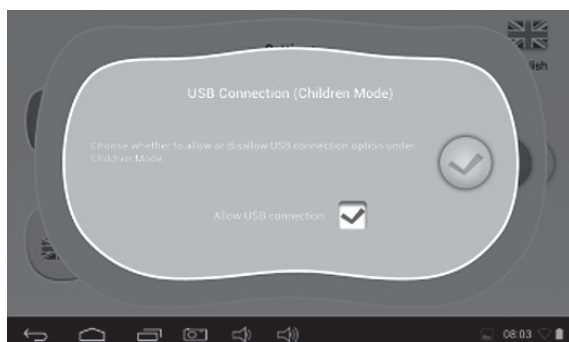 USB Connection (Children Mode)
lish
Choose whether to allow or disallow USB connection option under
Children Mode.
Allow USB connection
08:03